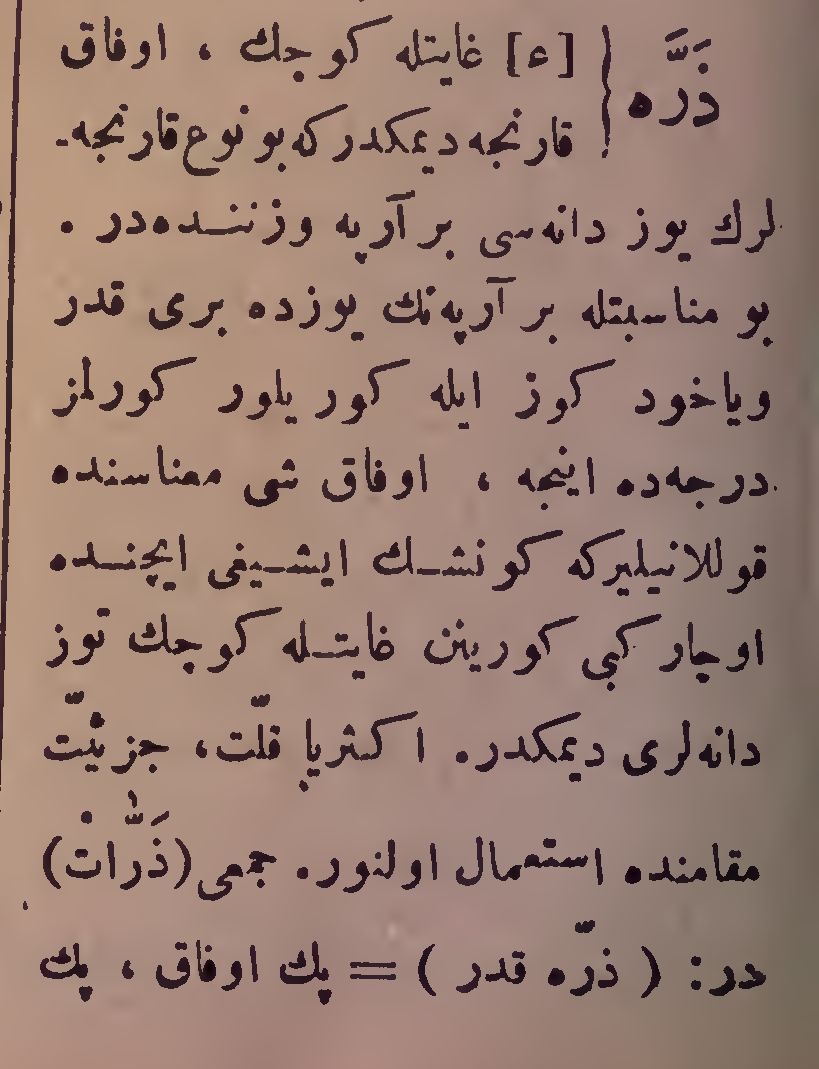 ذَرَّه { [ء] غايتله كوچك ، اوفاق
قارنجه ديمكدركه بو نوع قارنجه‌-
لرك يوز دانه‌سى بر آرپه وزننده‌در .
بو مناسبتله بر آرپه‌نك يوزده برى قدر
وياخود كوز ايله كوريلور كورلمز
درجه‌ده اينجه ، اوفاق شى معناسنده
قوللانيليركه كونشك ايشيغى ايچنده
اوچار كبى كورينن غايتله كوچك توز
دانه‌لرى ديمكدر. اكثريا قلّت، جزئيّت
مقامنده استعمال اولنور. جمعى (ذَرّات)
در: ( ذرّه قدر ) = پك اوفاق ، پك